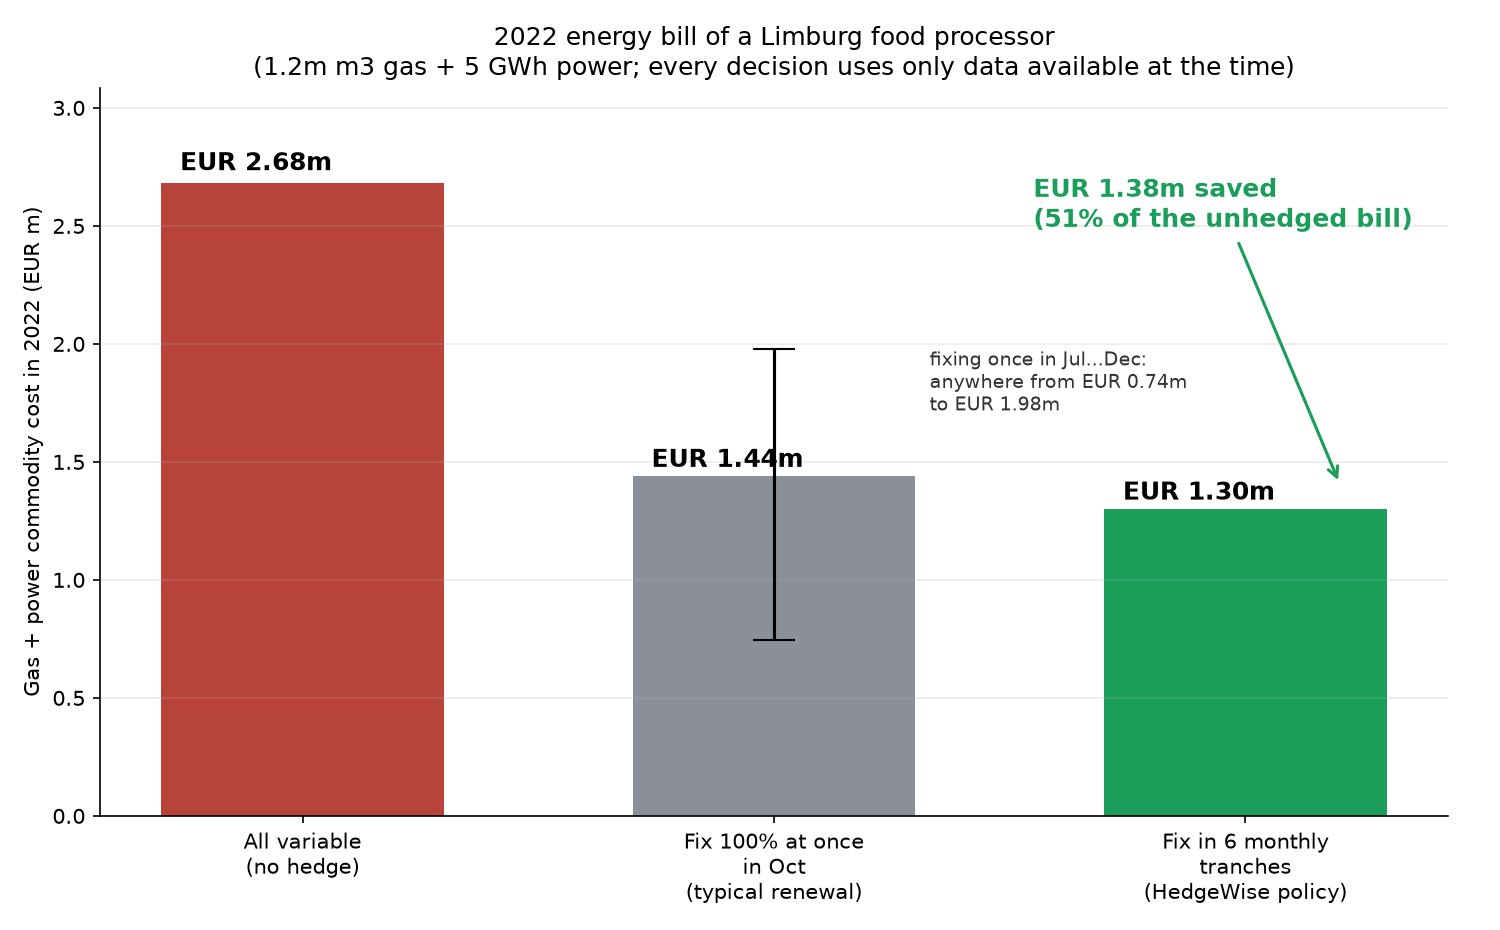 2022 energy bill of a Limburg food processor
(1.2m m3 gas + 5 GWh power; every decision uses only data available at the time)
Gas + power commodity cost in 2022 (EUR m)
3.0
2.5
2.0
1.5
1.0
0.5
0.0
EUR 2.68m
EUR 1.44m
fixing once in Jul...Dec:
anywhere from EUR 0.74m
to EUR 1.98m
EUR 1.38m saved
(51% of the unhedged bill)
EUR 1.30m
All variable
(no hedge)
Fix 100% at once
in Oct
(typical renewal)
Fix in 6 monthly
tranches
(HedgeWise policy)